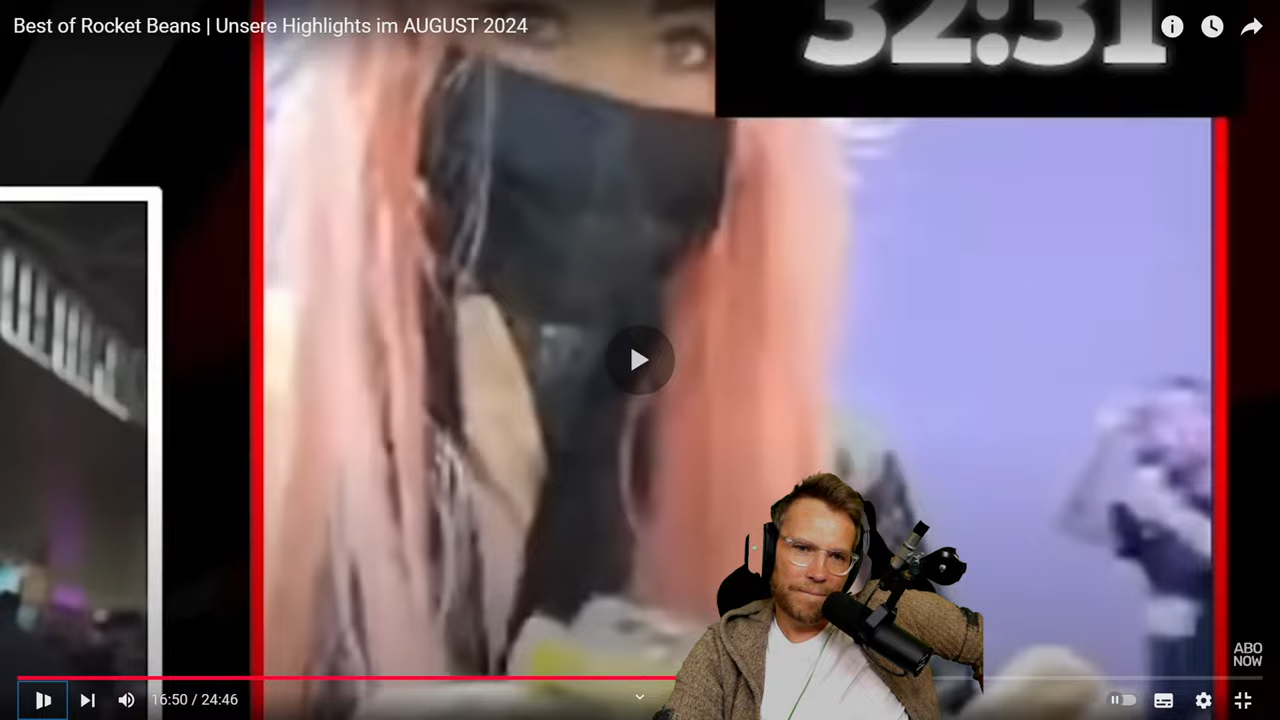 Best of Rocket Beans | Unsere Highlights im AUGUST 2024
32:31
ABO
NOW
16:50 / 24:46